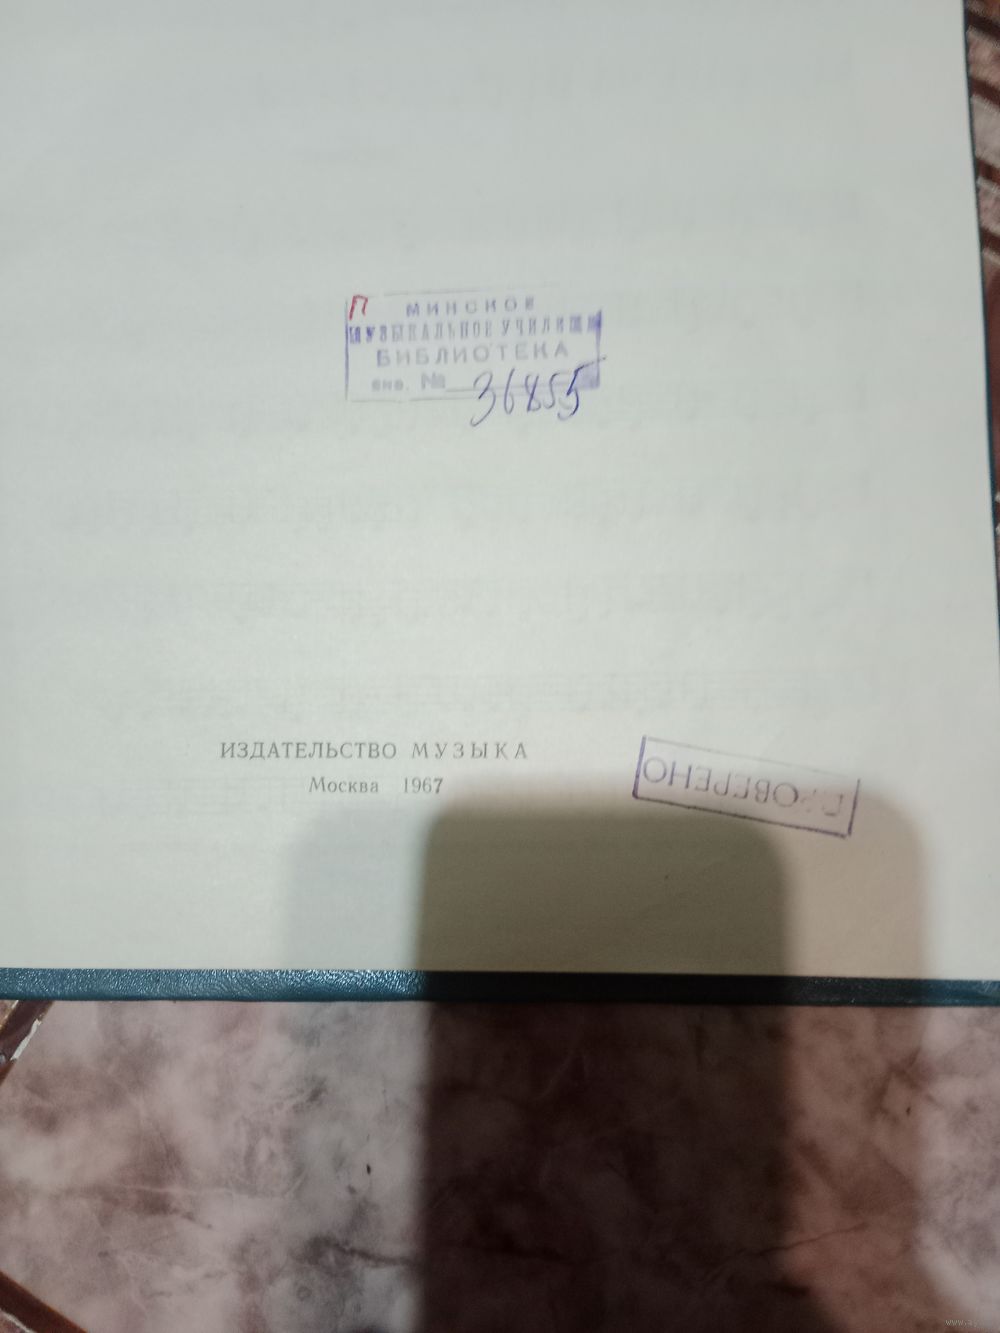 П
МИНСКОЕ
МУЗЫКАЛЬНОЕ УЧИЛИЩЕ
БИБЛИОТЕКА
инв. № 36855
ИЗДАТЕЛЬСТВО МУЗЫКА
Москва 1967
ПРОВЕРЕНО